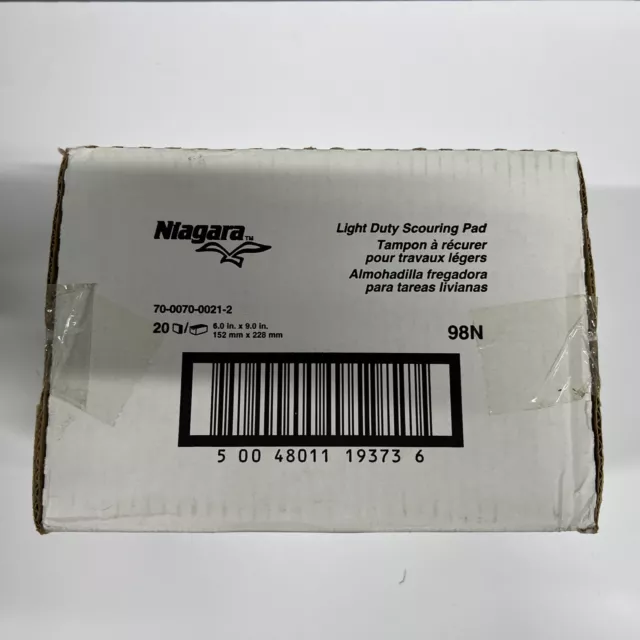 Niagara™
Light Duty Scouring Pad
Tampon à récurer
pour travaux légers
Almohadilla fregadora
para tareas livianas
70-0070-0021-2
20 / 6.0 in. x 9.0 in.
152 mm x 228 mm
98N
5 00 48011 19373 6